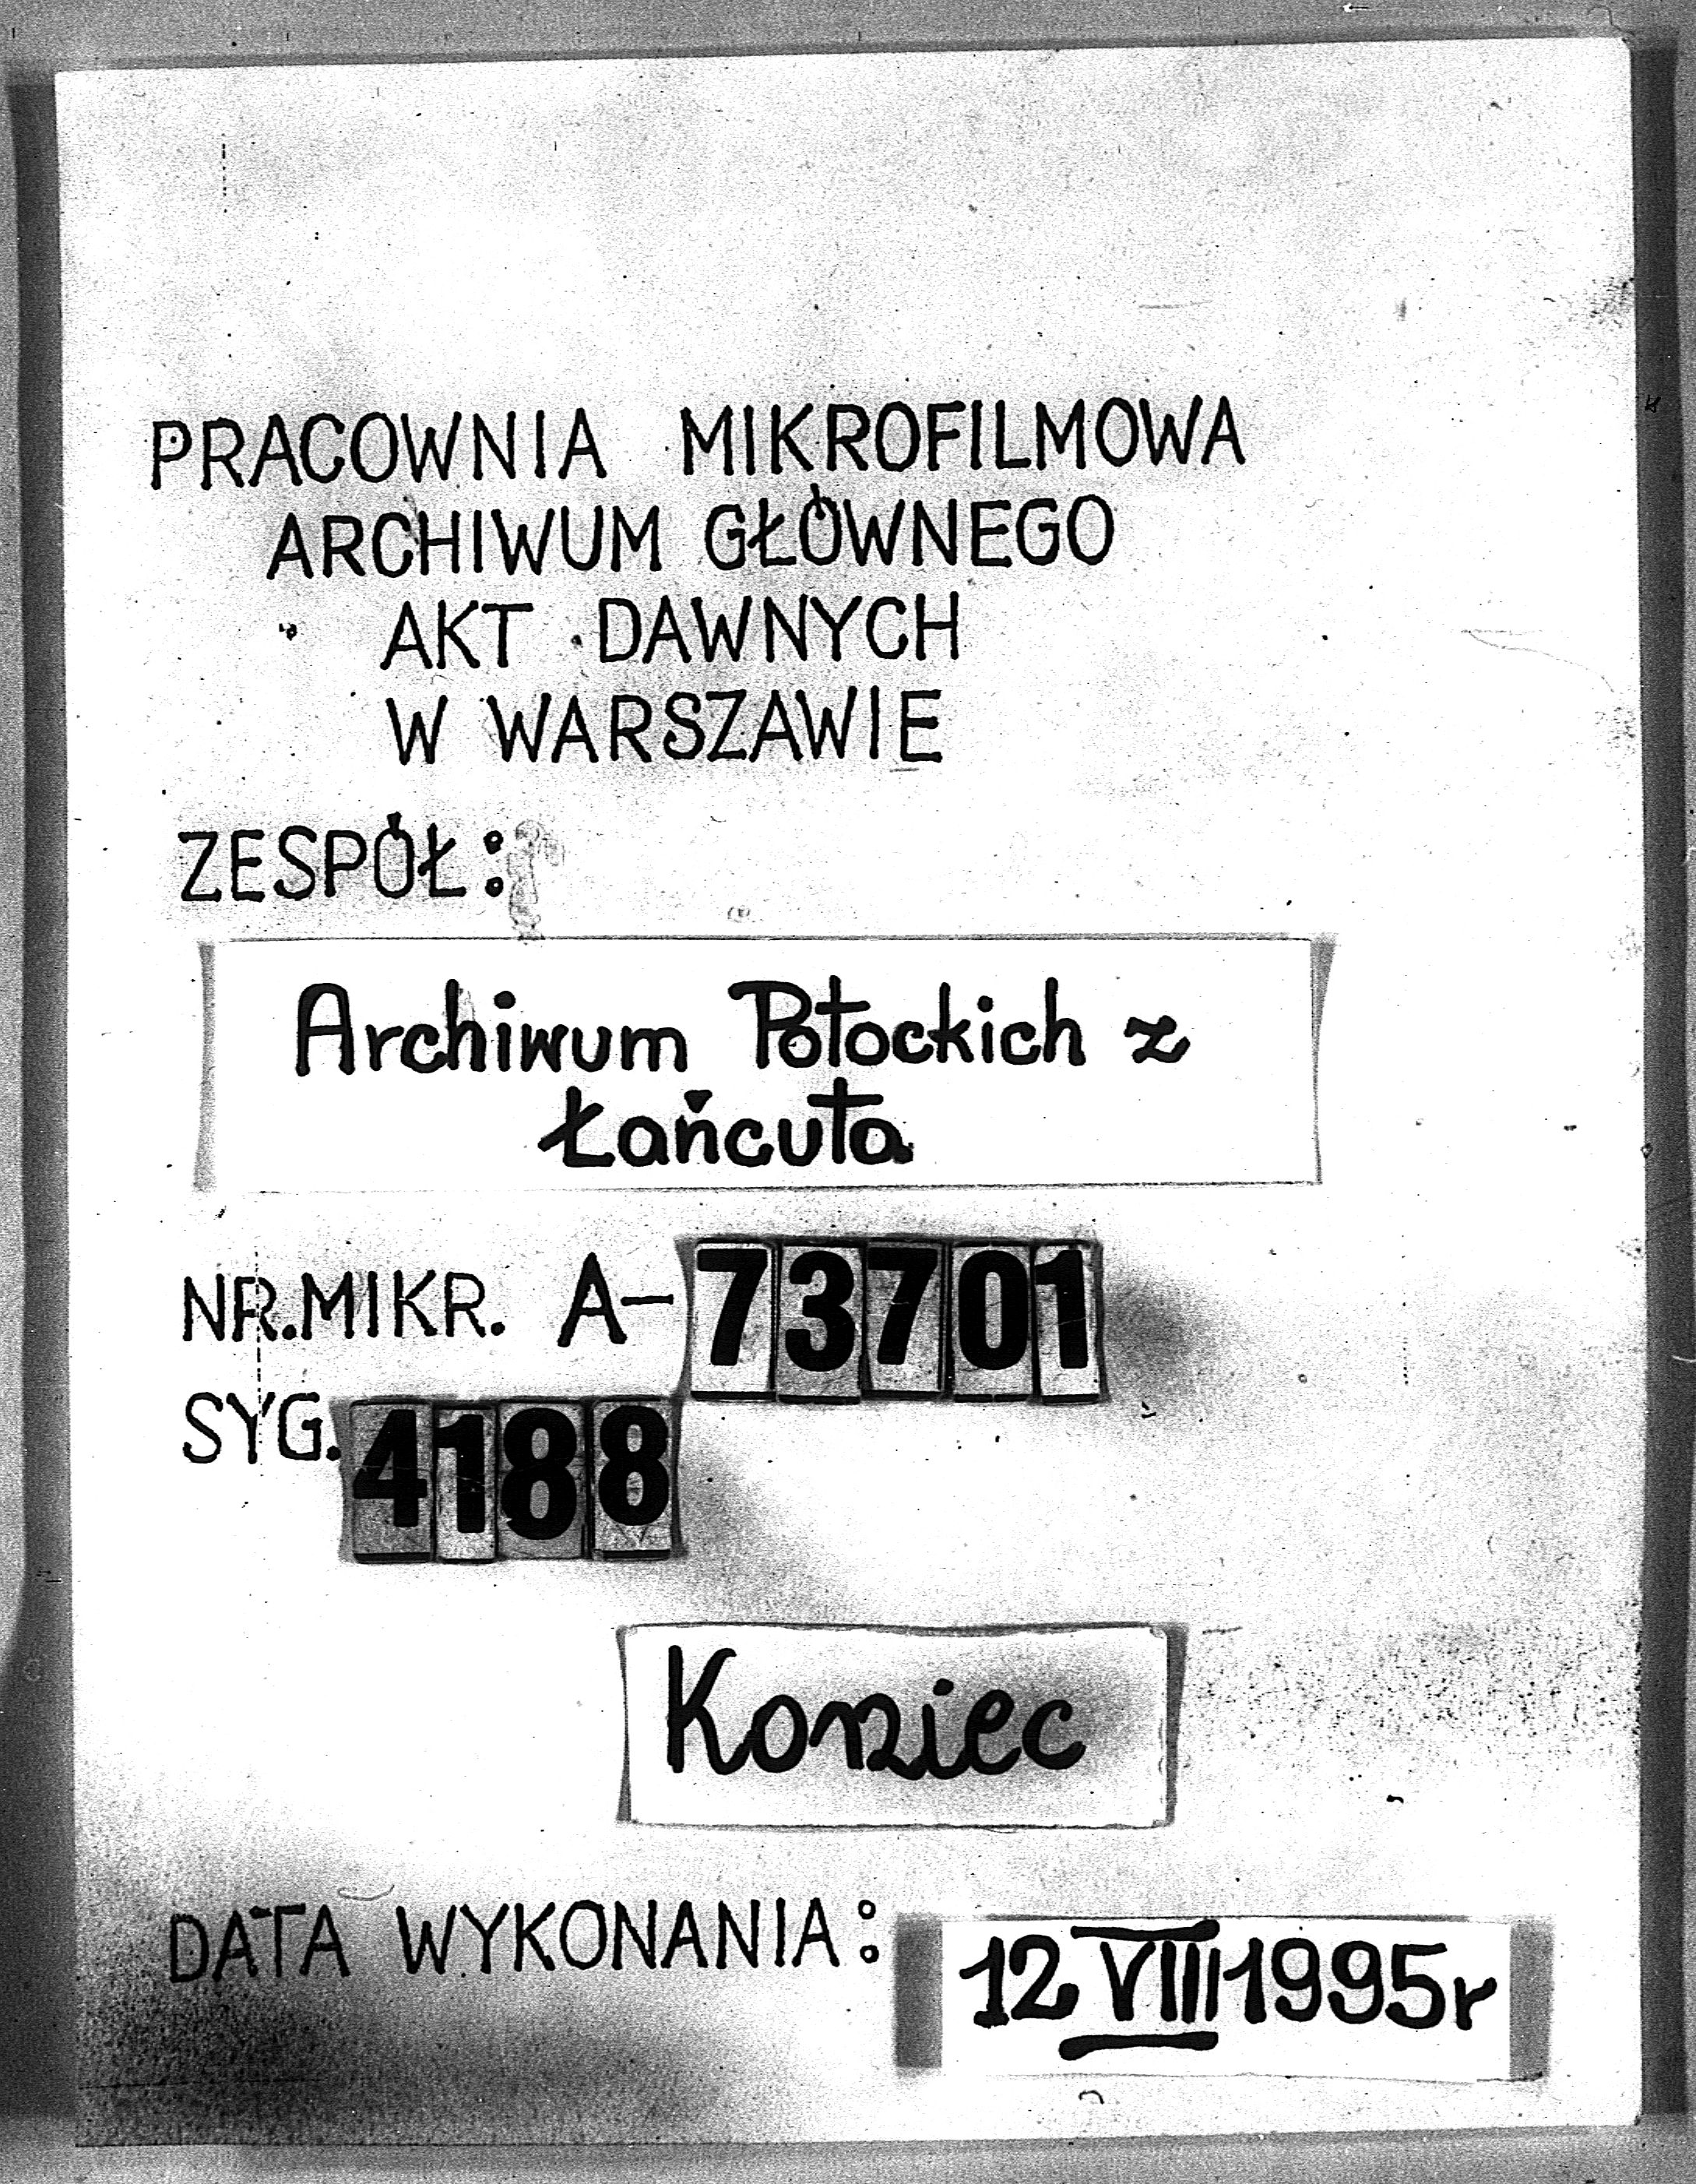 PRACOWNIA MIKROFILMOWA
ARCHIWUM GŁÓWNEGO
AKT DAWNYCH
W WARSZAWIE
ZESPÓŁ:
Archiwum Potockich z
Łańcuta
NR.MIKR. A-73701
SYG. 4188
Koniec
DATA WYKONANIA: 12 VIII 1995r